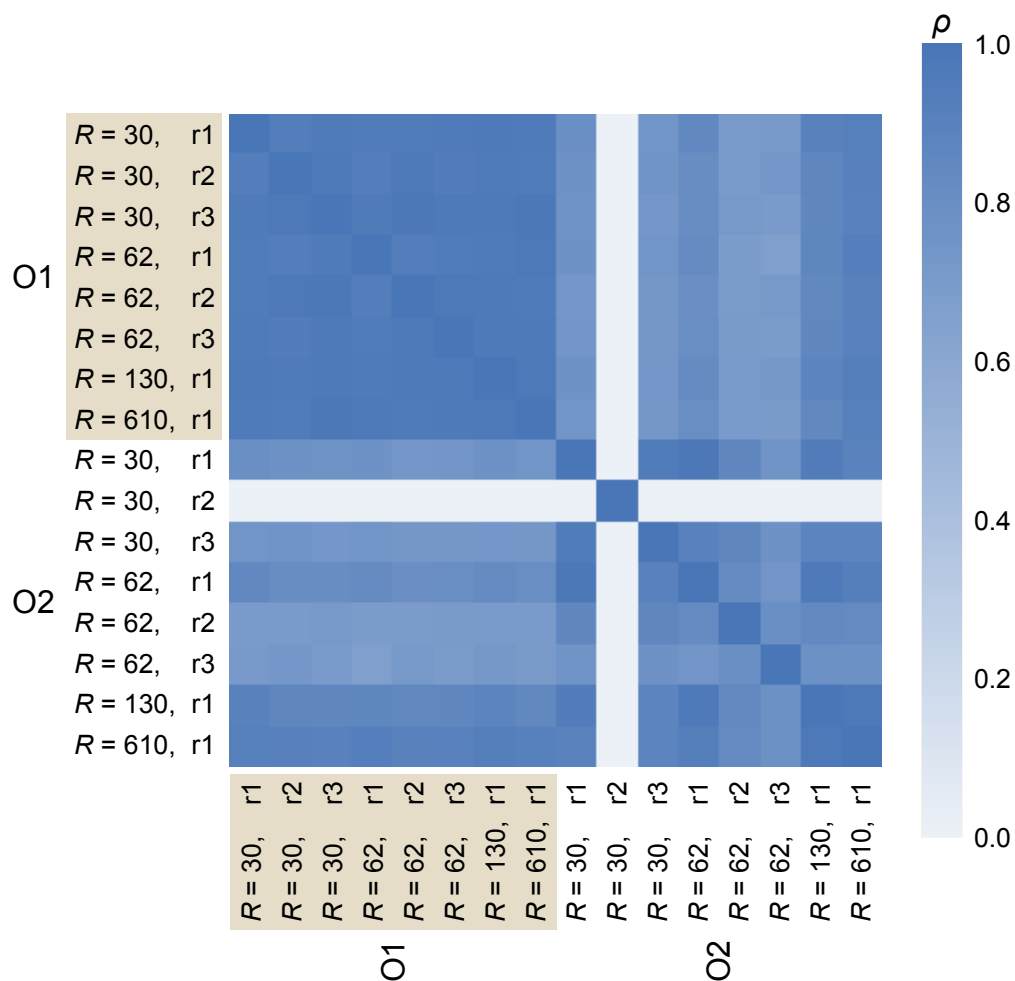 ρ
1.0
0.8
0.6
0.4
0.2
0.0
O1
R = 30, r1
R = 30, r2
R = 30, r3
R = 62, r1
R = 62, r2
R = 62, r3
R = 130, r1
R = 610, r1
O2
R = 30, r1
R = 30, r2
R = 30, r3
R = 62, r1
R = 62, r2
R = 62, r3
R = 130, r1
R = 610, r1
R = 30, r1
R = 30, r2
R = 30, r3
R = 62, r1
R = 62, r2
R = 62, r3
R = 130, r1
R = 610, r1
R = 30, r1
R = 30, r2
R = 30, r3
R = 62, r1
R = 62, r2
R = 62, r3
R = 130, r1
R = 610, r1
O1
O2